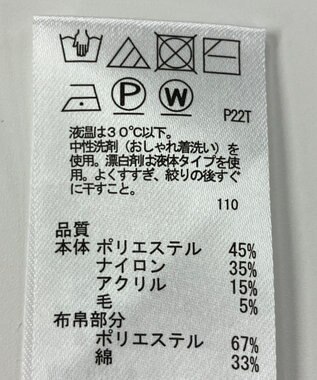 P W
P22T
液温は30℃以下。
中性洗剤（おしゃれ着洗い）を
使用。漂白剤は液体タイプを使
用。よくすすぎ、絞りの後すぐ
に干すこと。
110
品質
本体 ポリエステル 45%
ナイロン 35%
アクリル 15%
毛 5%
布帛部分
ポリエステル 67%
綿 33%